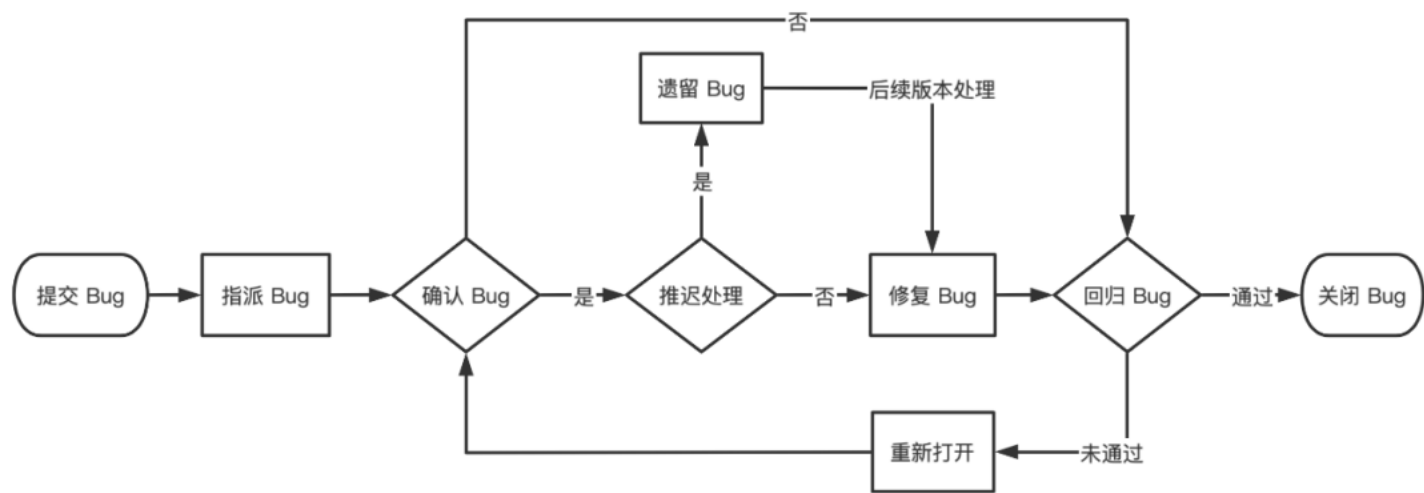 否
遗留 Bug
后续版本处理
是
提交 Bug
指派 Bug
确认 Bug
是
推迟处理
否
修复 Bug
回归 Bug
通过
关闭 Bug
重新打开
未通过